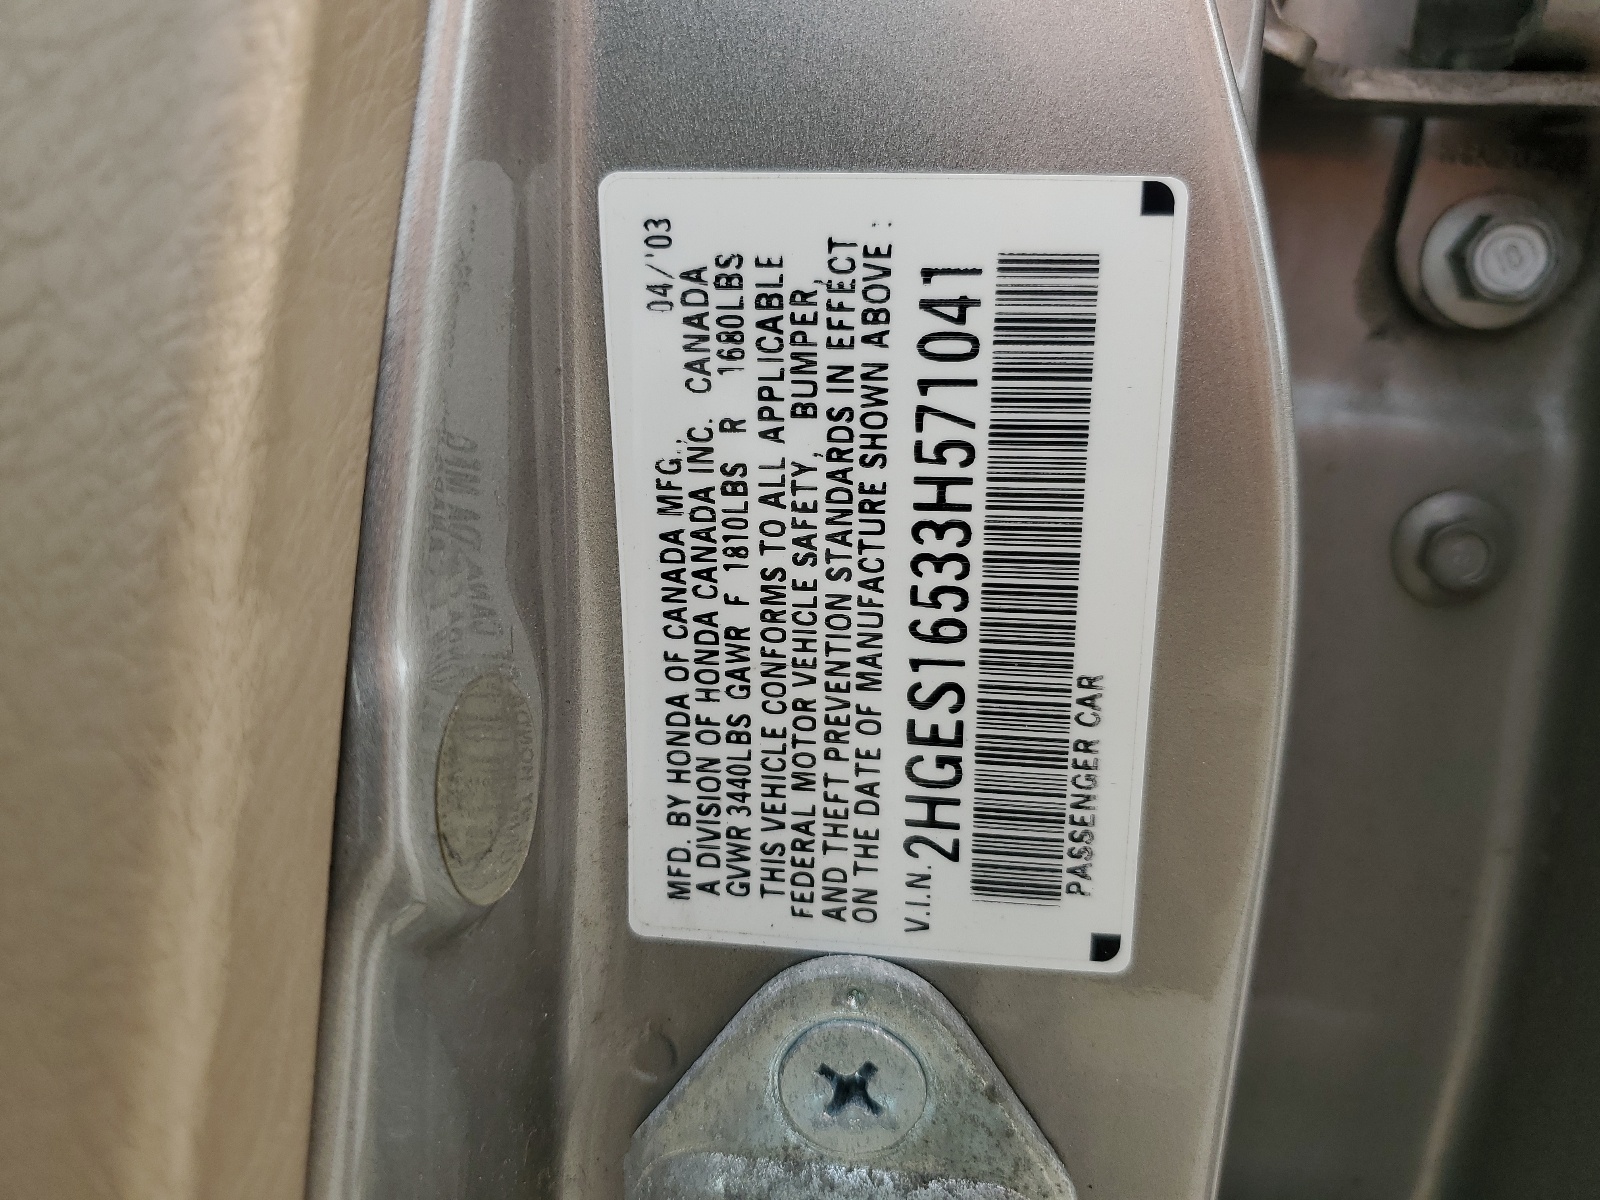 04/'03
MFD. BY HONDA OF CANADA MFG.,
A DIVISION OF HONDA CANADA INC. CANADA
GVWR 3440LBS GAWR F 1810LBS R 1680LBS
THIS VEHICLE CONFORMS TO ALL APPLICABLE
FEDERAL MOTOR VEHICLE SAFETY, BUMPER,
AND THEFT PREVENTION STANDARDS IN EFFECT
ON THE DATE OF MANUFACTURE SHOWN ABOVE :
V.I.N. 2HGES16533H571041
PASSENGER CAR